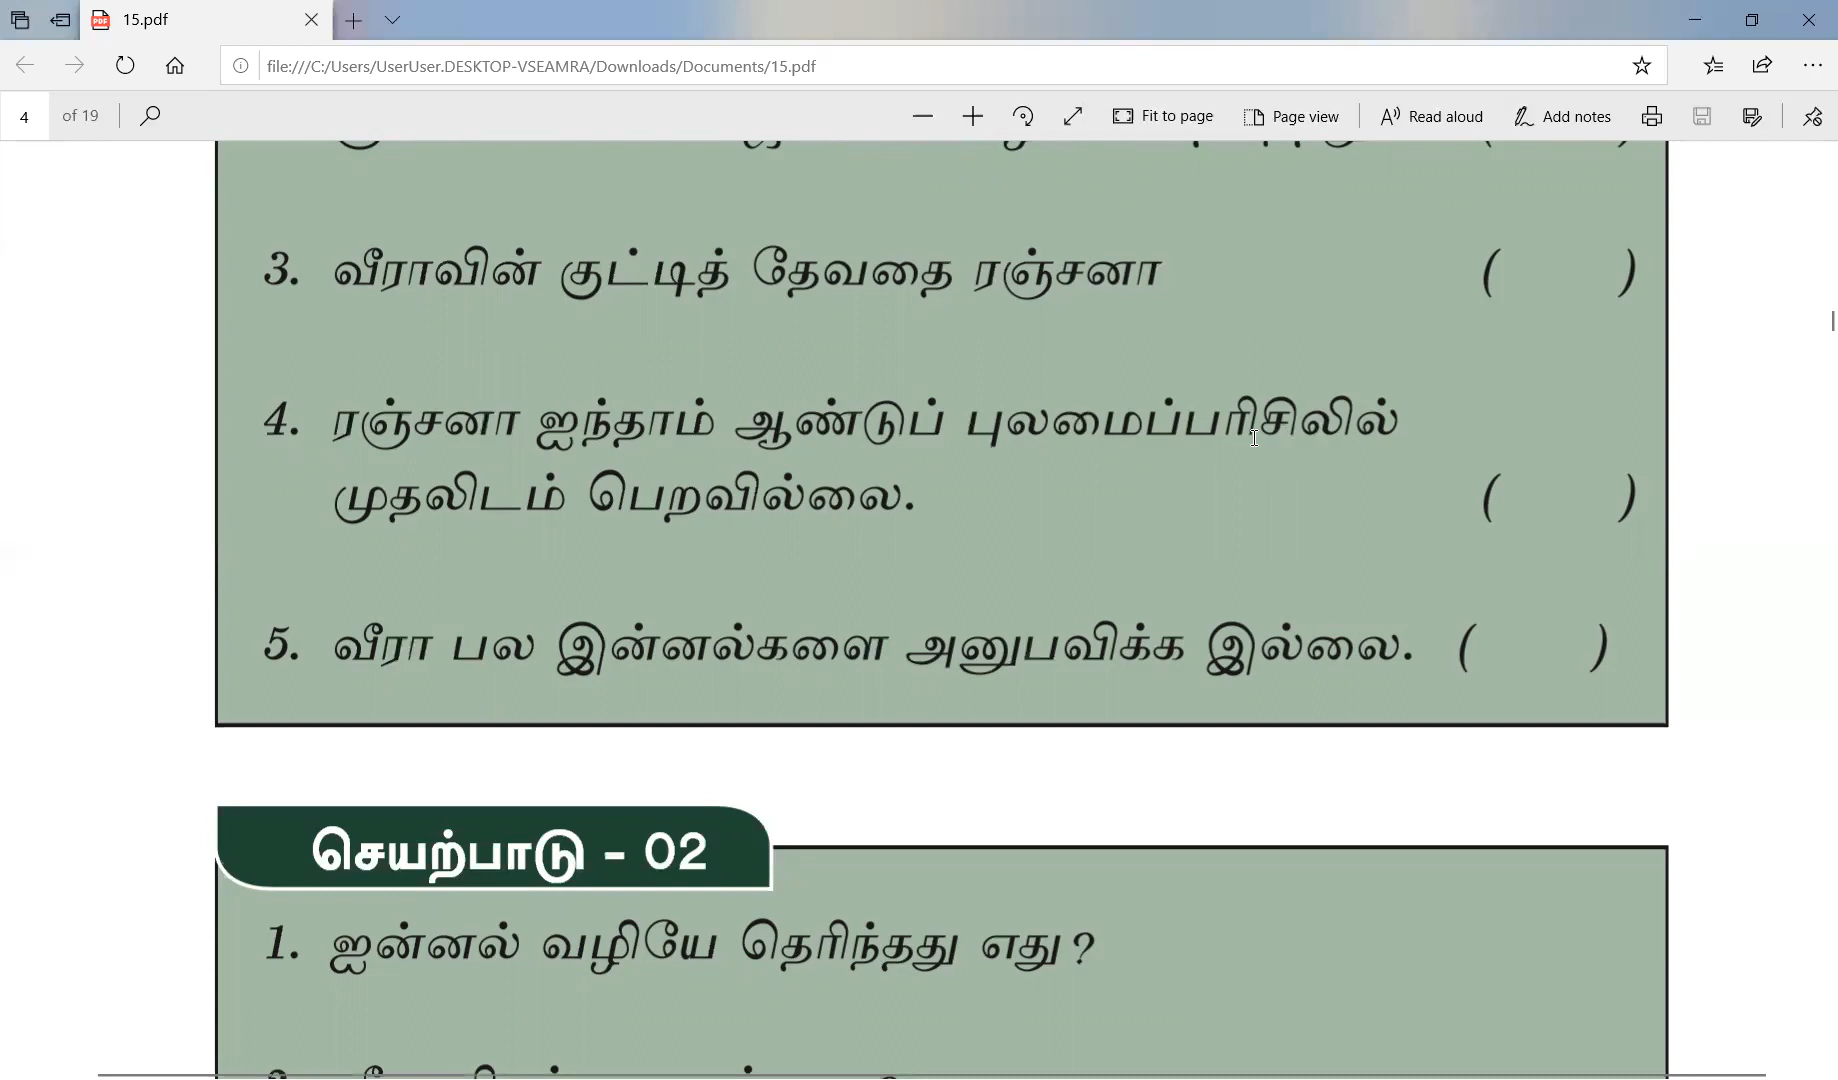 15.pdf
file:///C:/Users/UserUser.DESKTOP-VSEAMRA/Downloads/Documents/15.pdf
4 of 19 Fit to page Page view Read aloud Add notes
3. வீராவின் குட்டித் தேவதை ரஞ்சனா ( )
4. ரஞ்சனா ஐந்தாம் ஆண்டுப் புலமைப்பரிசிலில்
முதலிடம் பெறவில்லை. ( )
5. வீரா பல இன்னல்களை அனுபவிக்க இல்லை. ( )
செயற்பாடு - 02
1. ஐன்னல் வழியே தெரிந்தது எது?